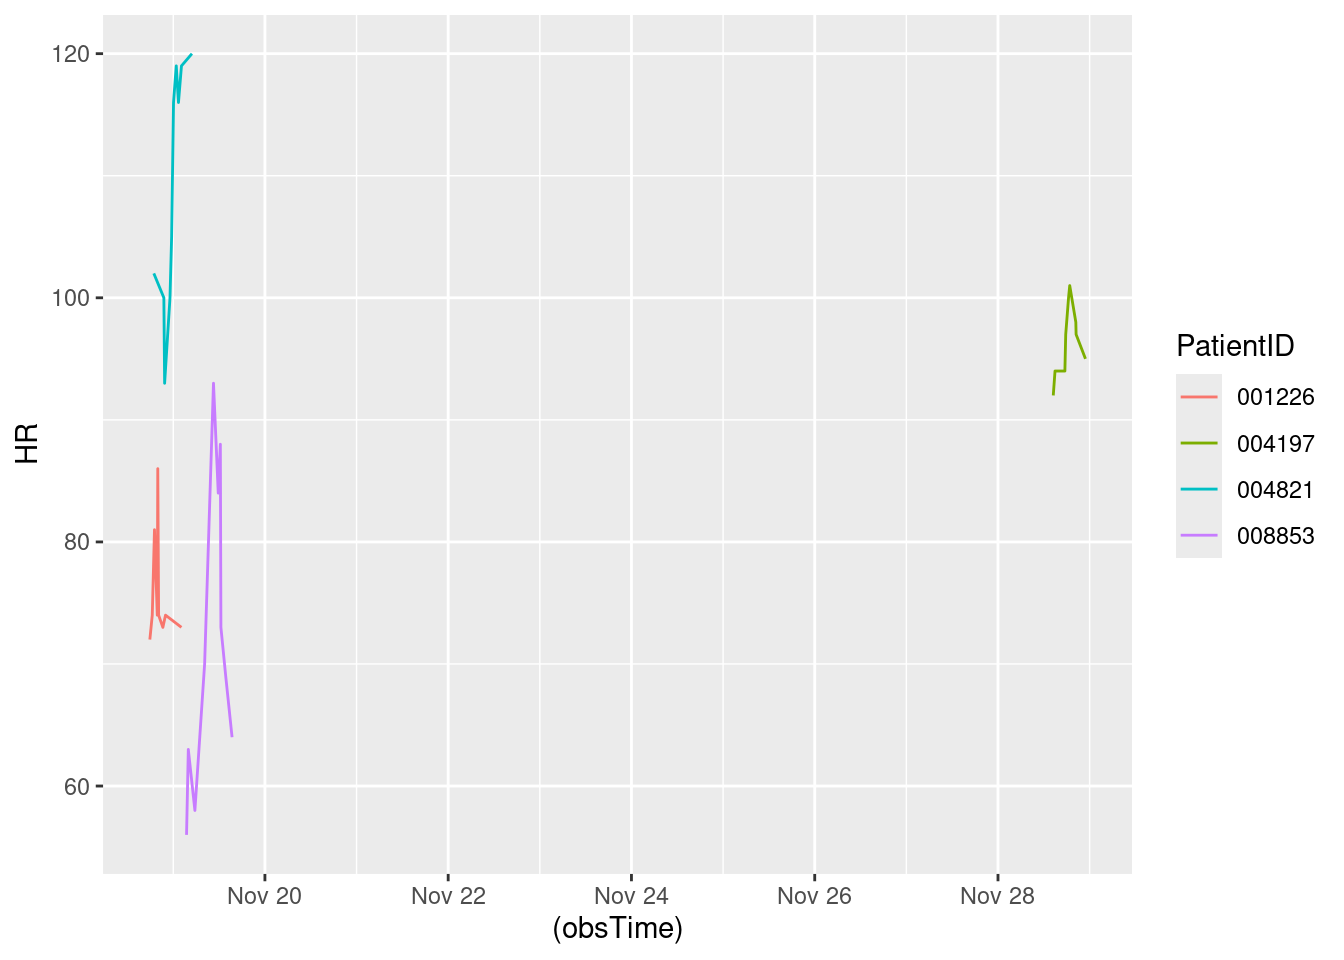 120
100
80
60
HR
Nov 20
Nov 22
Nov 24
Nov 26
Nov 28
(obsTime)
PatientID
001226
004197
004821
008853